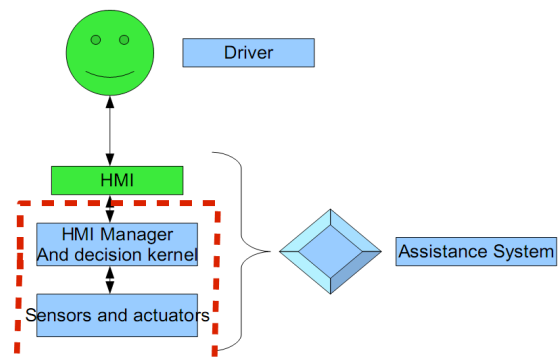 Driver
HMI
HMI Manager
And decision kernel
Assistance System
Sensors and actuators